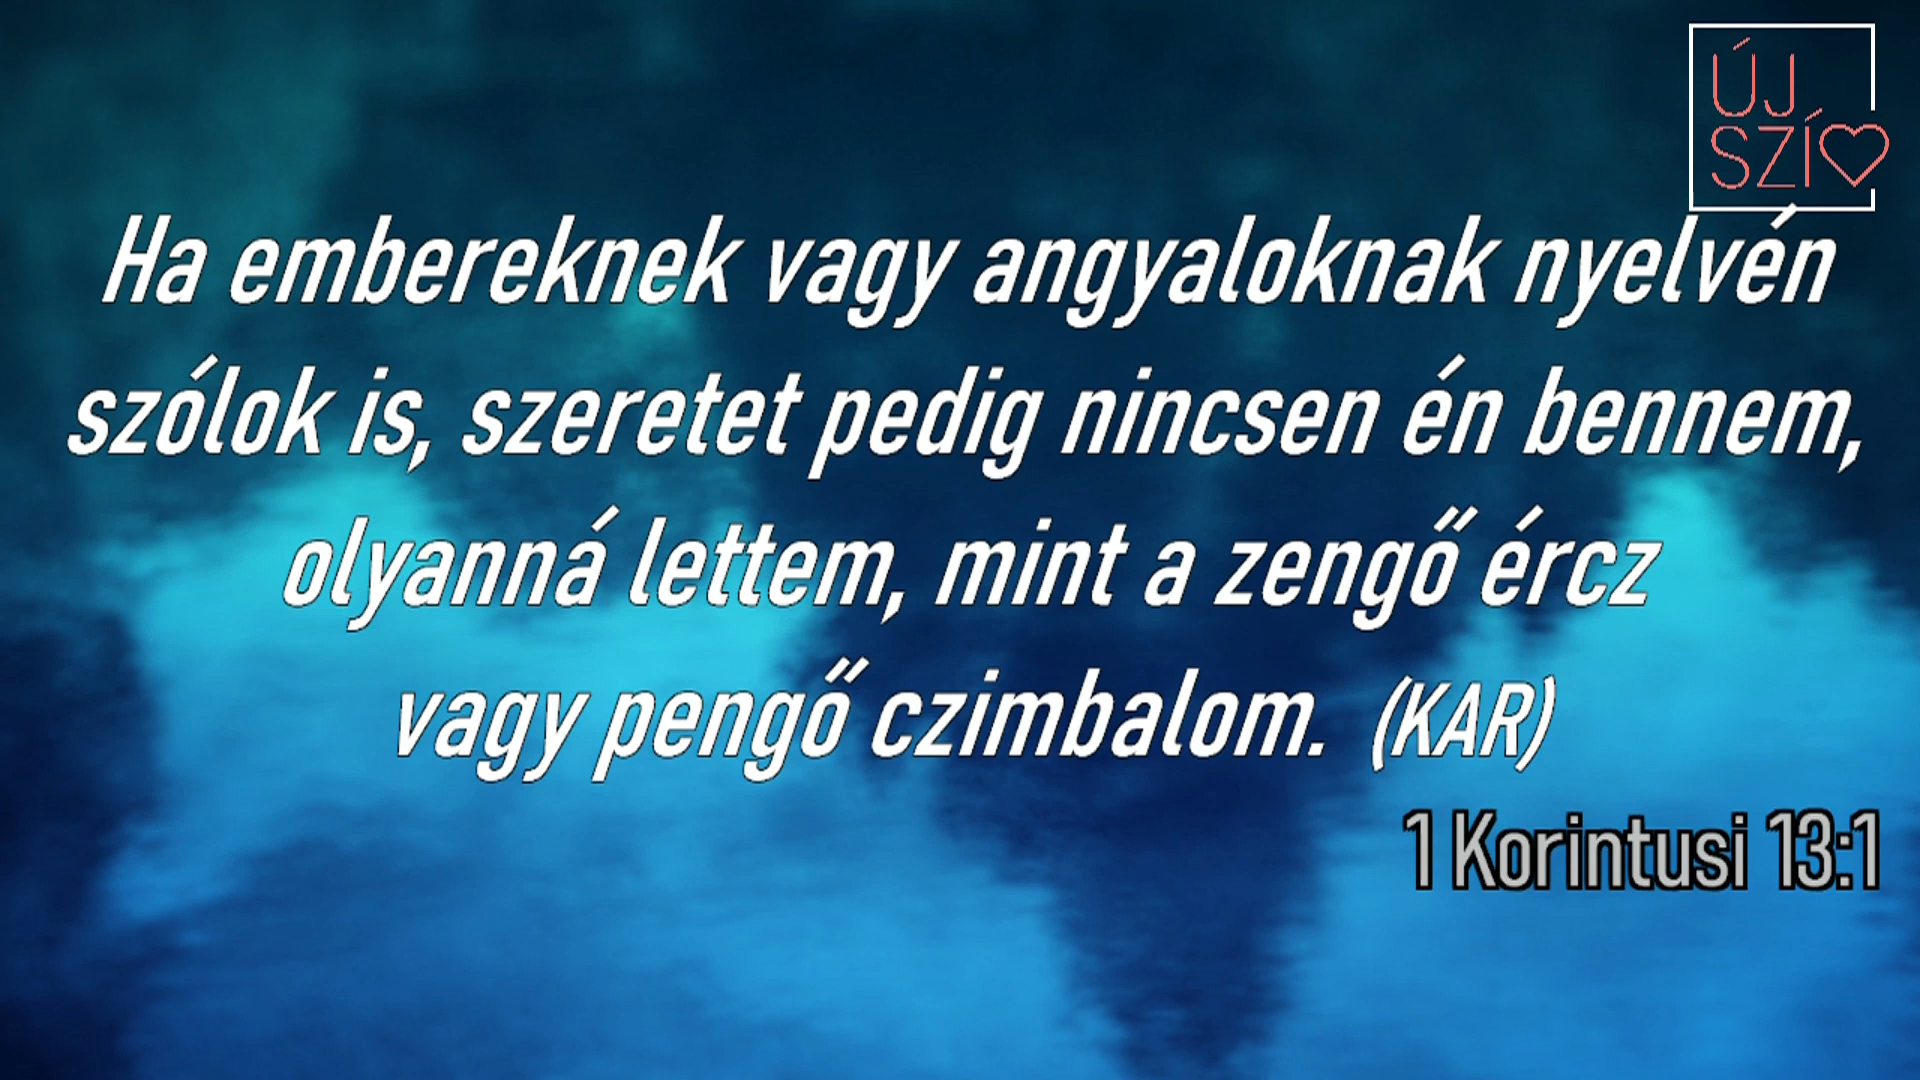 ÚJ
SZÍ
Ha embereknek vagy angyaloknak nyelvén
szólok is, szeretet pedig nincsen én bennem,
olyanná lettem, mint a zengő ércz
vagy pengő czimbalom. (KAR)
1 Korintusi 13:1